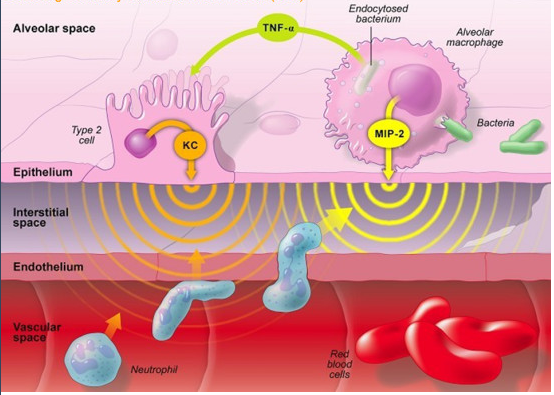 Alveolar space
TNF-α
Endocytosed
bacterium
Alveolar
macrophage
Type 2
cell
KC
MIP-2
Bacteria
Epithelium
Interstitial
space
Endothelium
Vascular
space
Neutrophil
Red
blood
cells